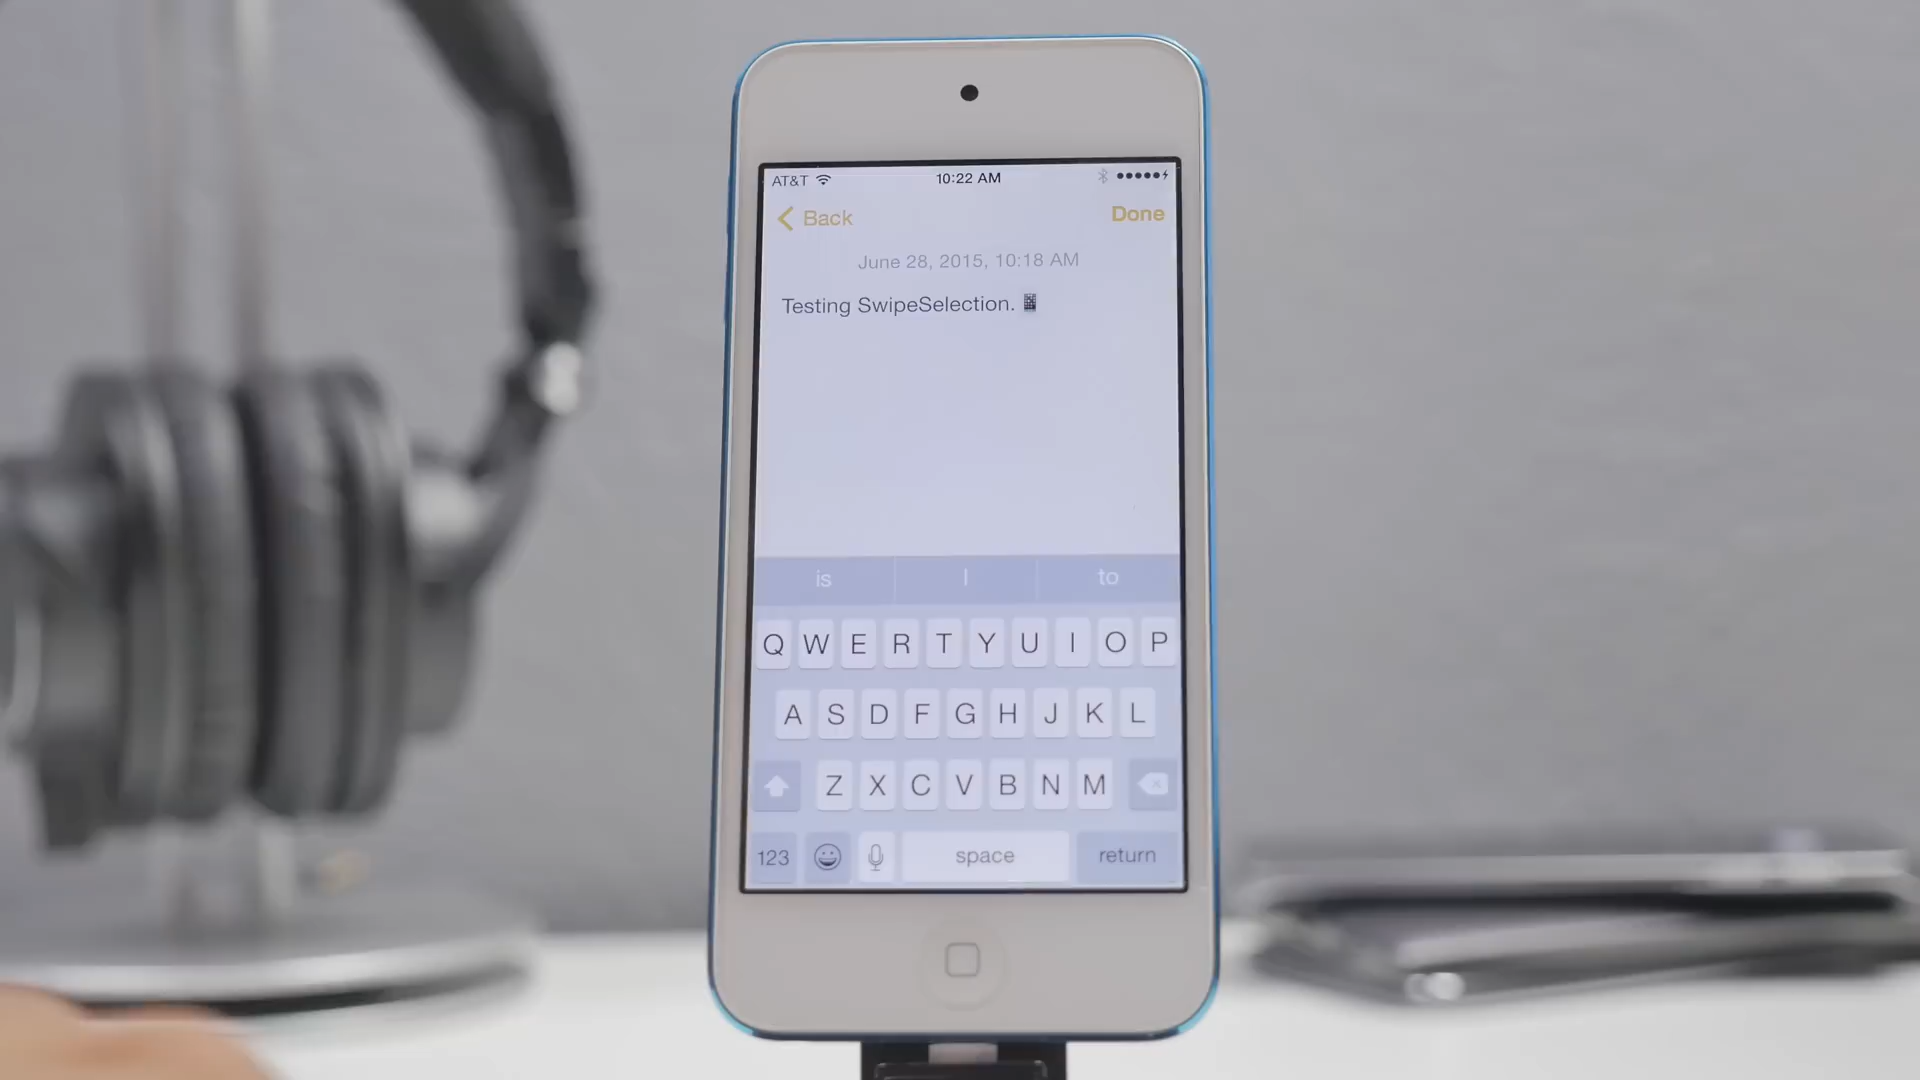 AT&T 10:22 AM
Back Done
June 28, 2015, 10:18 AM
Testing SwipeSelection. 📱
is I to
Q W E R T Y U I O P
A S D F G H J K L
Z X C V B N M
123 space return